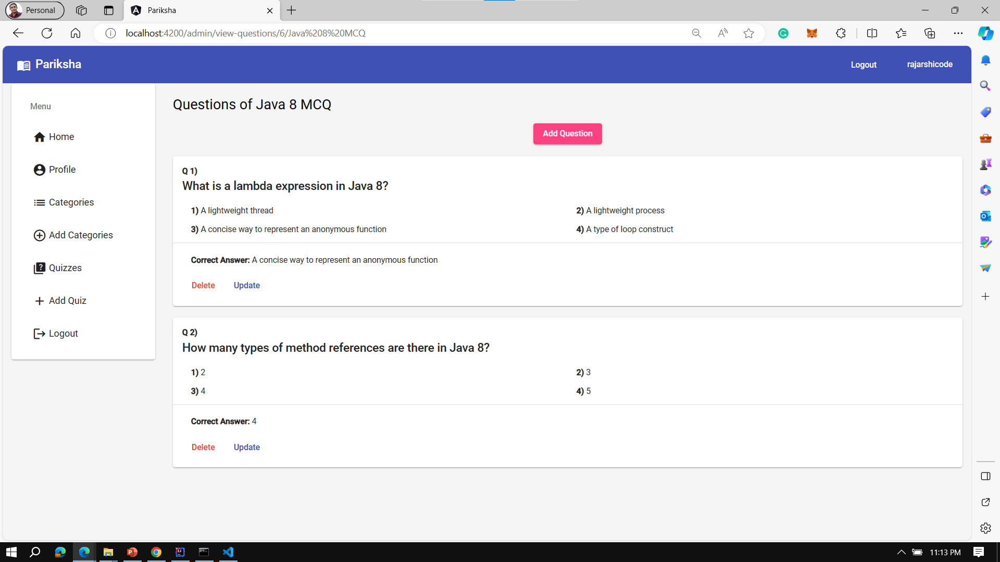 Personal
Pariksha
localhost:4200/admin/view-questions/6/Java%208%20MCQ
Pariksha
Logout
rajarshicode
Menu
Home
Profile
Categories
Add Categories
Quizzes
Add Quiz
Logout
Questions of Java 8 MCQ
Add Question
Q 1)
What is a lambda expression in Java 8?
1) A lightweight thread
2) A lightweight process
3) A concise way to represent an anonymous function
4) A type of loop construct
Correct Answer: A concise way to represent an anonymous function
Delete
Update
Q 2)
How many types of method references are there in Java 8?
1) 2
2) 3
3) 4
4) 5
Correct Answer: 4
Delete
Update
11:13 PM